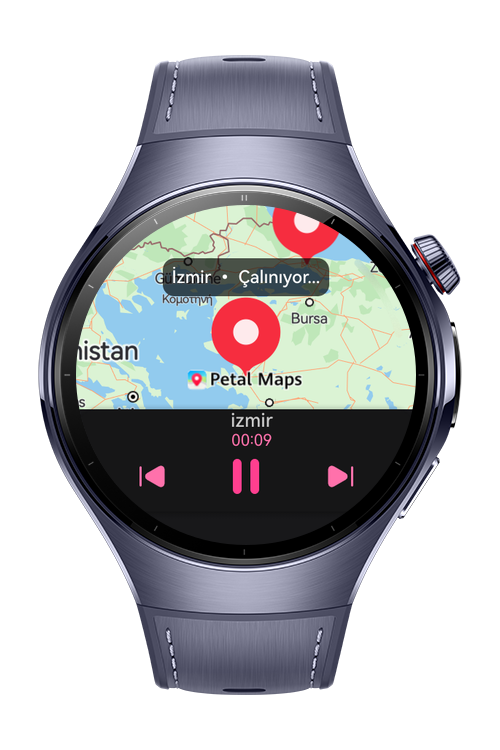 İzmir • Çalınıyor...
Κομοτηνή
Bursa
nistan
Petal Maps
izmir
00:09